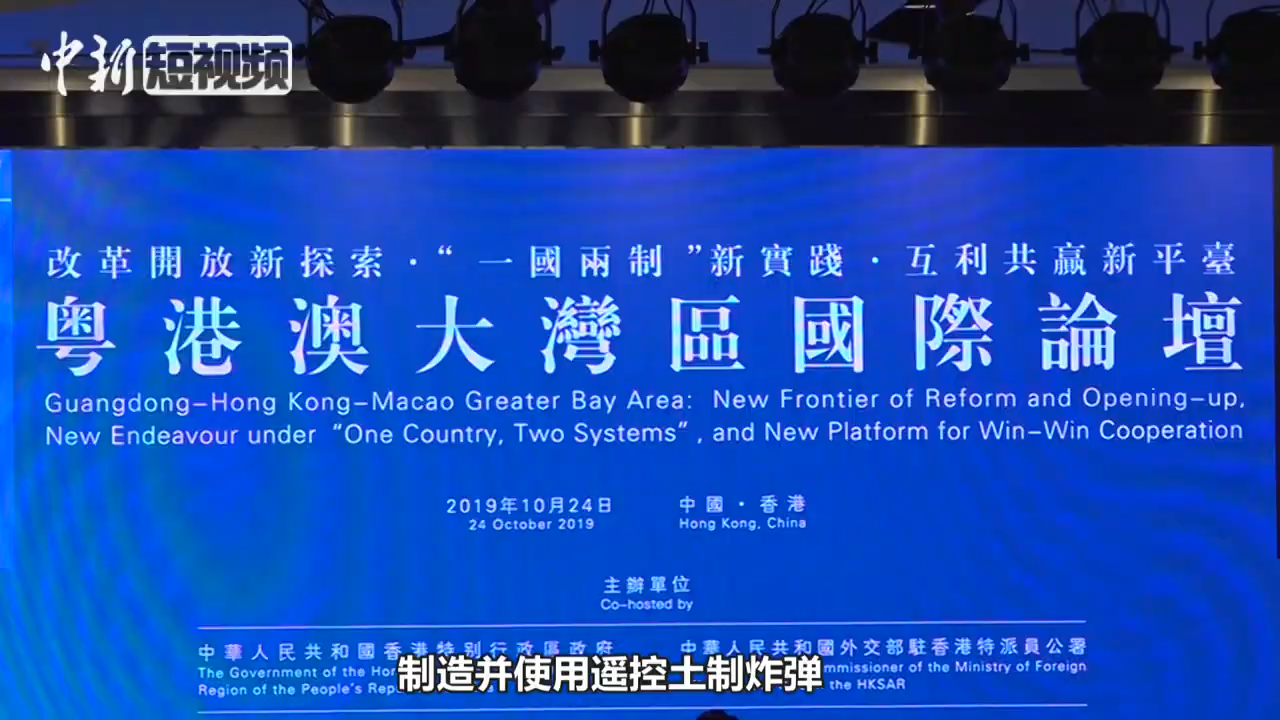 中新 短视频
改革開放新探索·“一國兩制”新實踐·互利共贏新平臺
粵港澳大灣區國際論壇
Guangdong–Hong Kong–Macao Greater Bay Area: New Frontier of Reform and Opening–up,
New Endeavour under “One Country, Two Systems”, and New Platform for Win–Win Cooperation
2019年10月24日
24 October 2019
中國·香港
Hong Kong, China
主辦單位
Co–hosted by
中華人民共和國香港特別行政區政府
The Government of the
Region of the People's
中華人民共和國外交部駐香港特派員公署
of the Ministry of Foreign
the HKSAR
制造并使用遥控土制炸弹